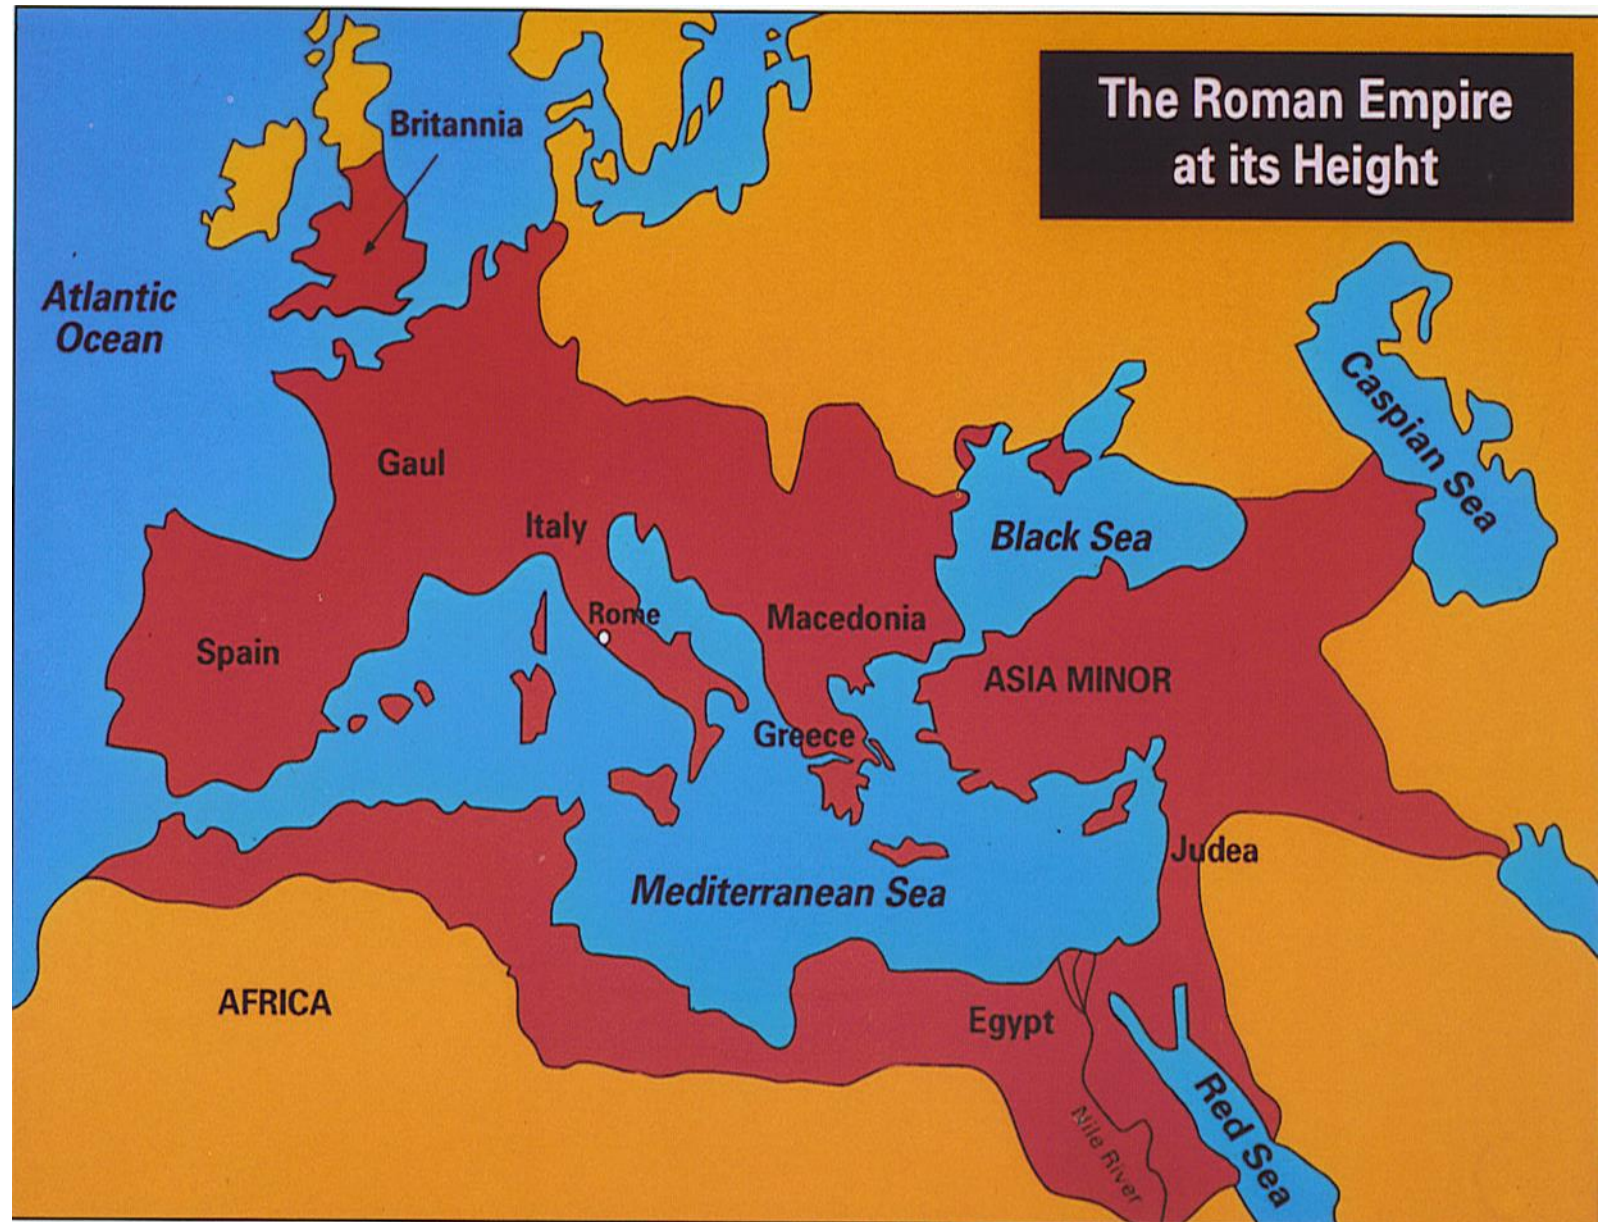 The Roman Empire
at its Height
Britannia
Atlantic
Ocean
Caspian Sea
Gaul
Italy
Black Sea
Rome
Macedonia
Spain
ASIA MINOR
Greece
Judea
Mediterranean Sea
AFRICA
Egypt
Nile River
Red Sea